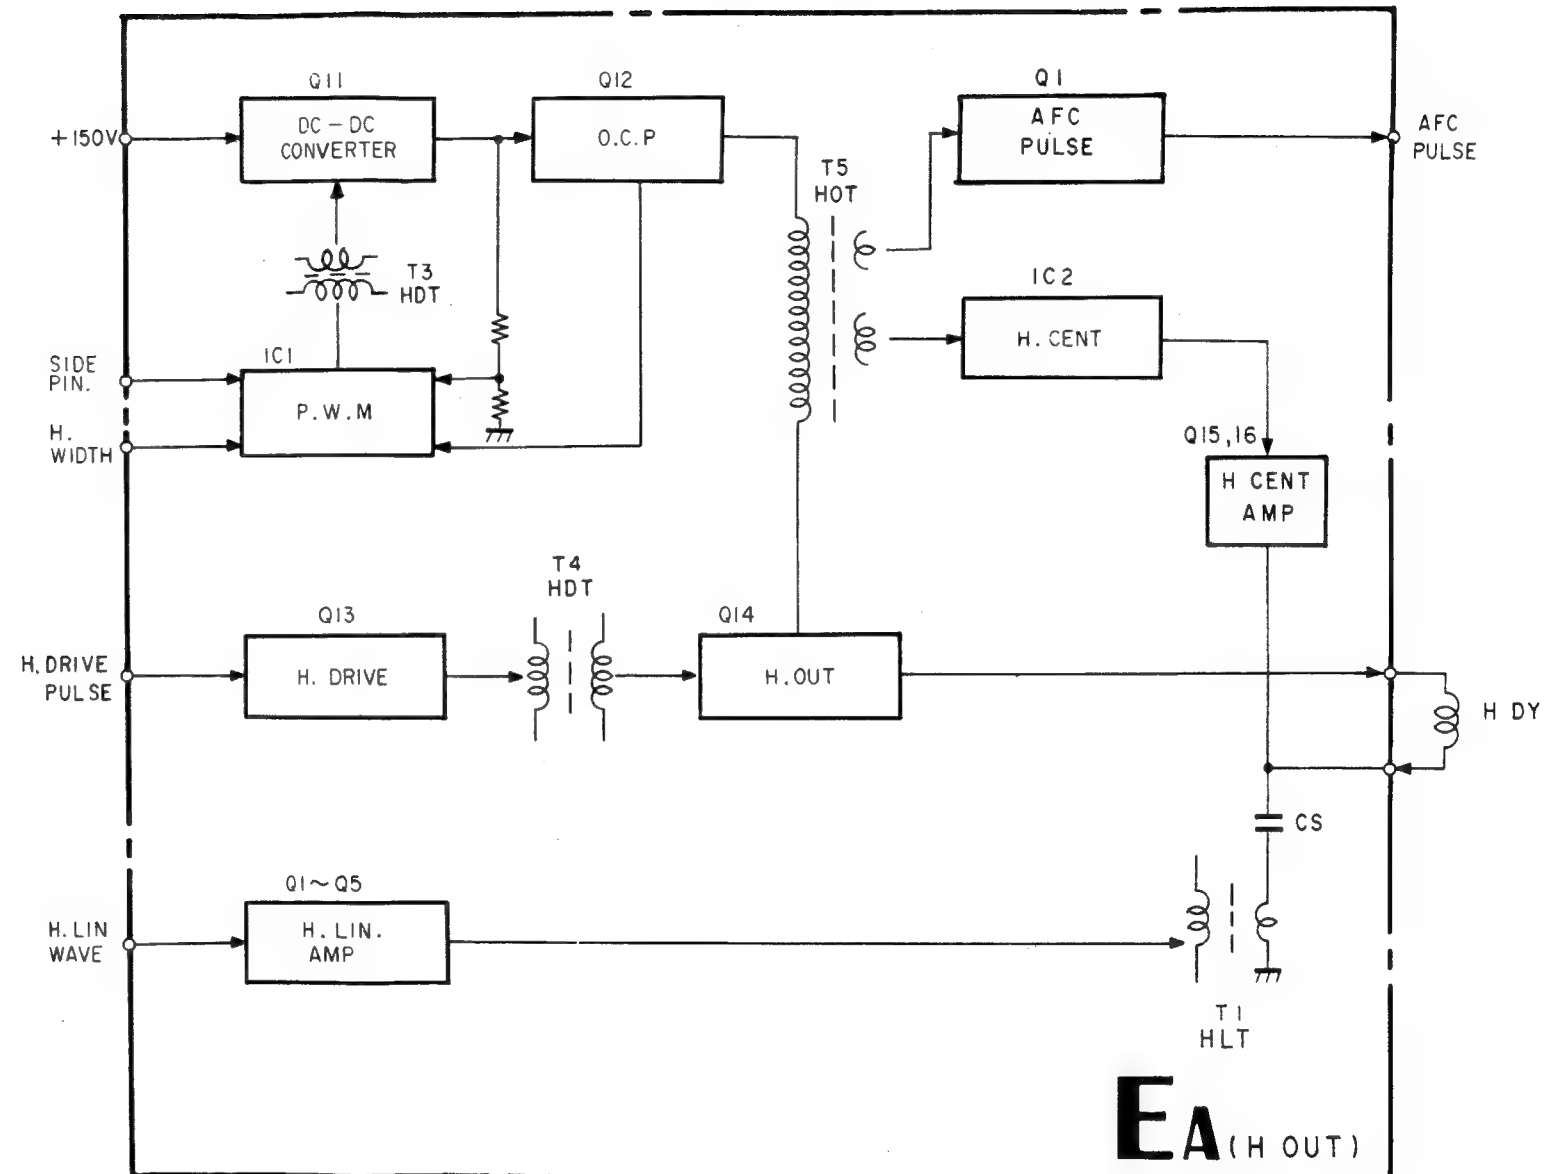 Q11
Q12
Q1
+150V
DC-DC
CONVERTER
O.C.P
AFC
PULSE
AFC
PULSE
T5
HOT
T3
HDT
IC2
H. CENT
SIDE
PIN.
IC1
P.W.M
H.
WIDTH
Q15,16
H CENT
AMP
T4
HDT
Q13
Q14
H.DRIVE
PULSE
H. DRIVE
H.OUT
H DY
CS
Q1~Q5
H.LIN
WAVE
H. LIN.
AMP
T1
HLT
EA (H OUT)